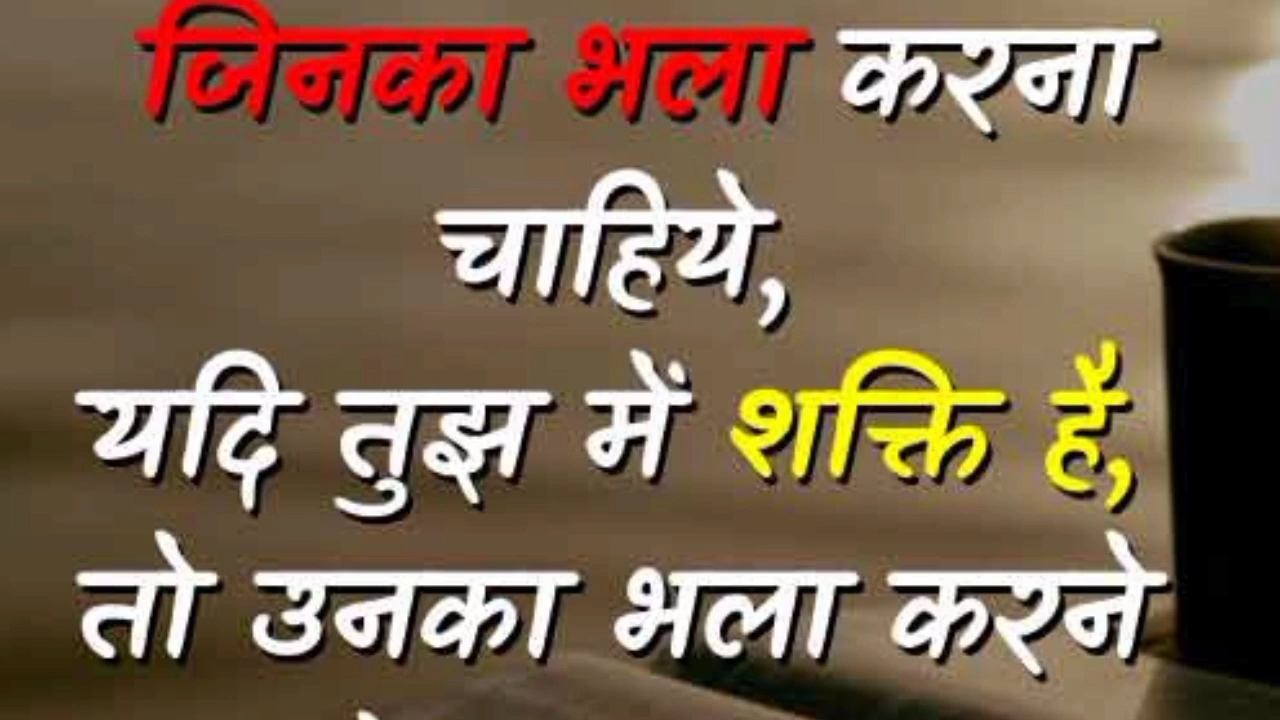 जिनका भला करना
चाहिये,
यदि तुझ में शक्ति है,
तो उनका भला करने